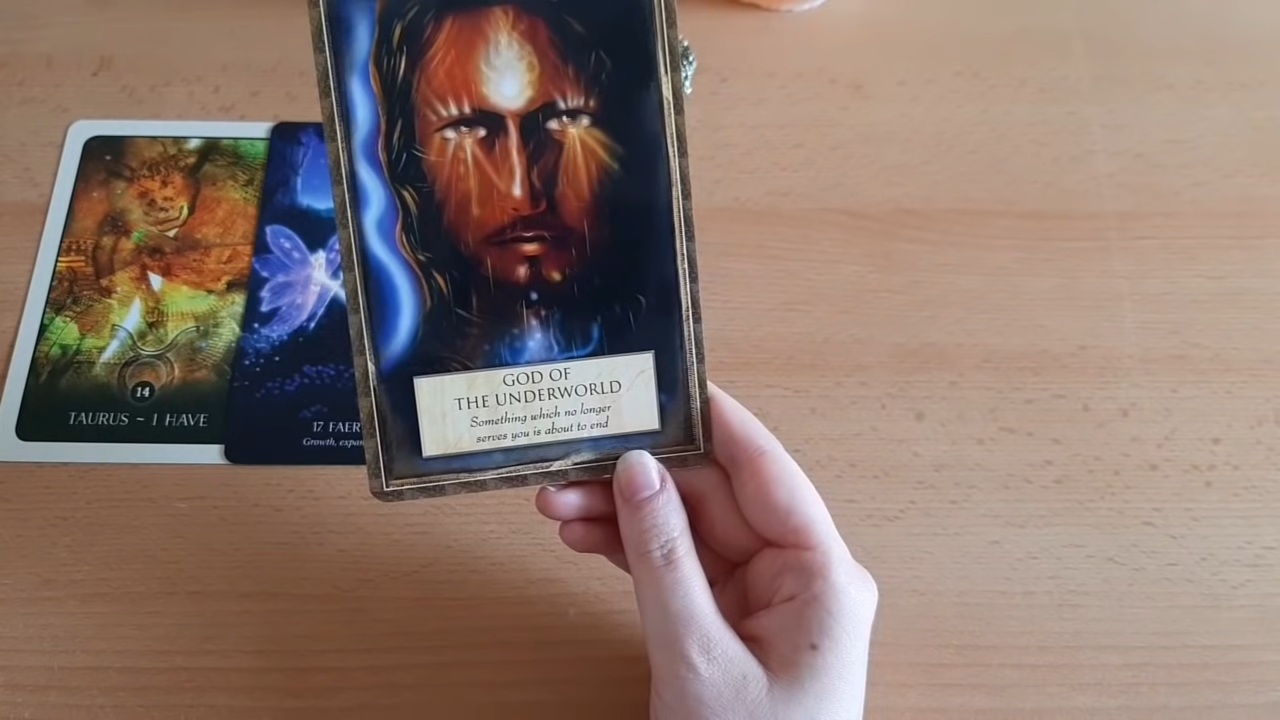 14
TAURUS ~ I HAVE
17 FAER
Growth, expan
GOD OF
THE UNDERWORLD
Something which no longer
serves you is about to end